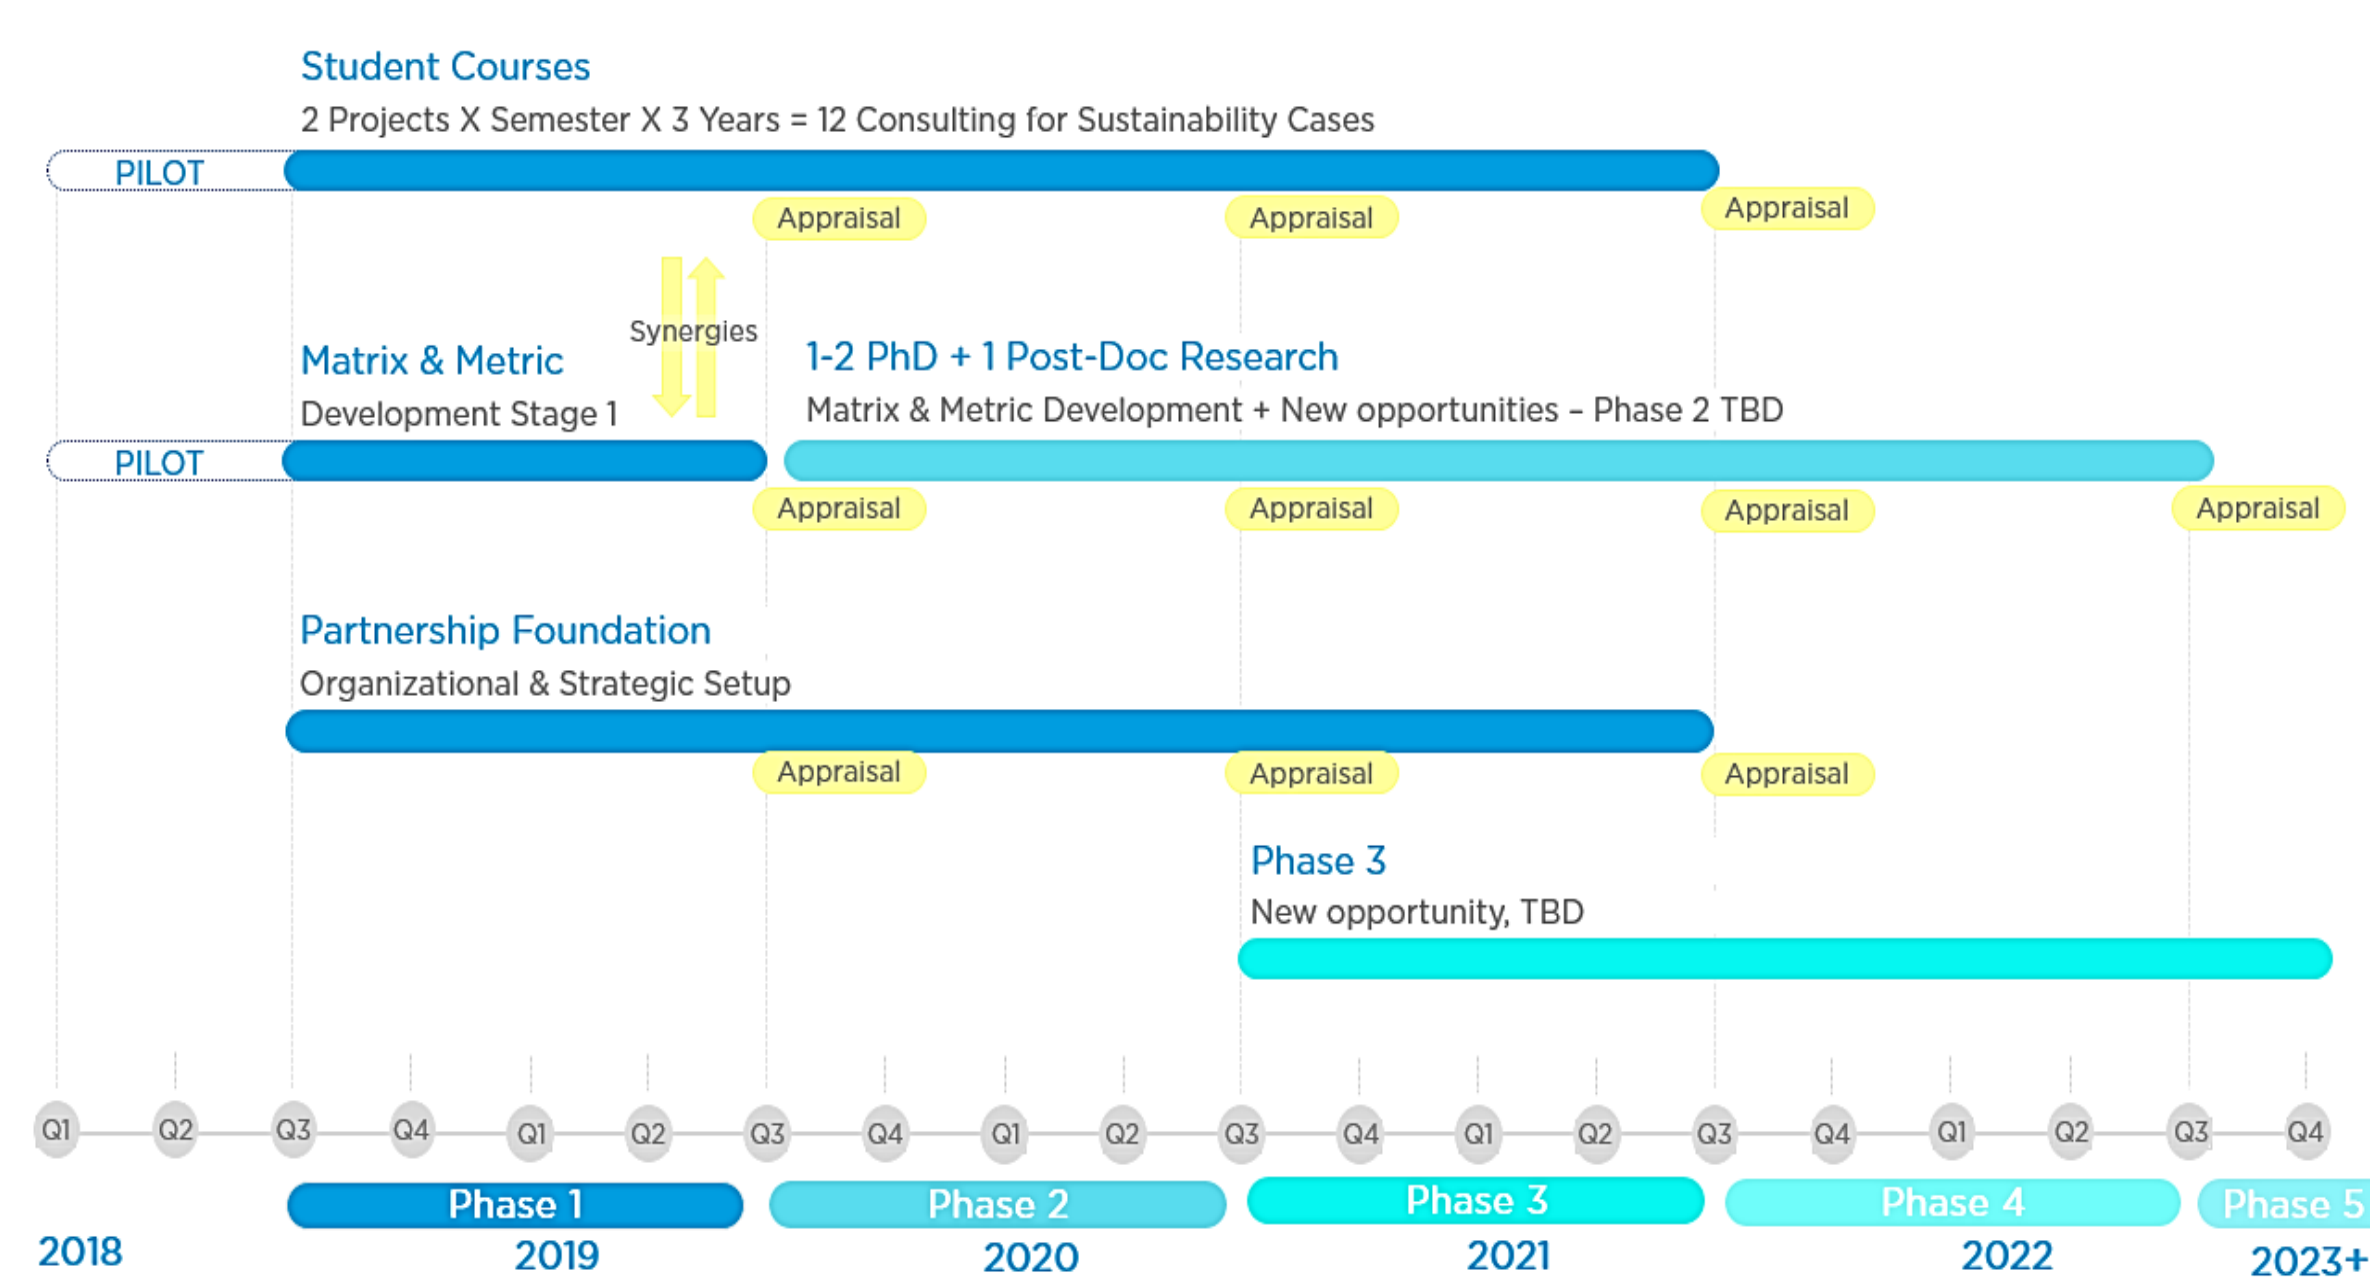 Student Courses
2 Projects X Semester X 3 Years = 12 Consulting for Sustainability Cases
PILOT
Appraisal
Appraisal
Appraisal
Synergies
Matrix & Metric
Development Stage 1
1-2 PhD + 1 Post-Doc Research
Matrix & Metric Development + New opportunities – Phase 2 TBD
PILOT
Appraisal
Appraisal
Appraisal
Appraisal
Partnership Foundation
Organizational & Strategic Setup
Appraisal
Appraisal
Appraisal
Phase 3
New opportunity, TBD
Q1 Q2 Q3 Q4 Q1 Q2 Q3 Q4 Q1 Q2 Q3 Q4 Q1 Q2 Q3 Q4 Q1 Q2 Q3 Q4
Phase 1 Phase 2 Phase 3 Phase 4 Phase 5
2018 2019 2020 2021 2022 2023+